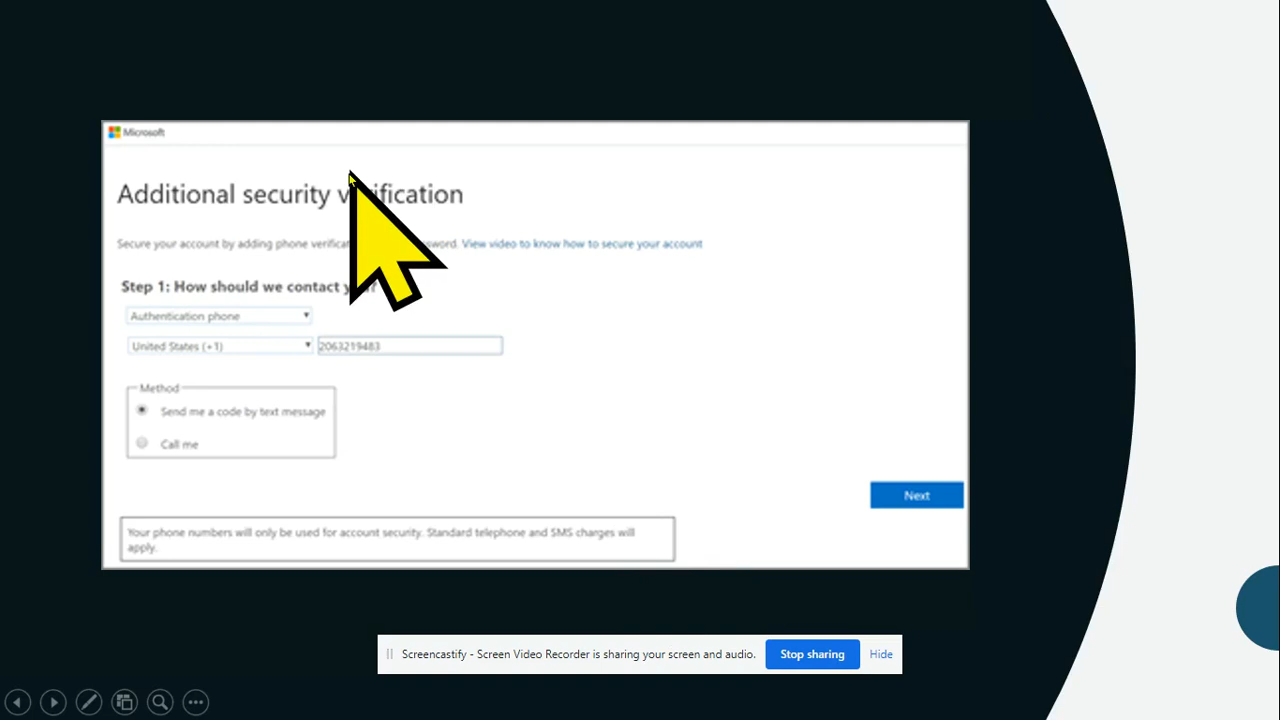 Microsoft
Additional security verification
Secure your account by adding phone password. View video to know how to secure your account
Step 1: How should we contact
Authentication phone
United States (+1) 2063219483
Method
Send me a code by text message
Call me
Next
Your phone numbers will only be used for account security. Standard telephone and SMS charges will
apply.
Screencastify - Screen Video Recorder is sharing your screen and audio. Stop sharing Hide